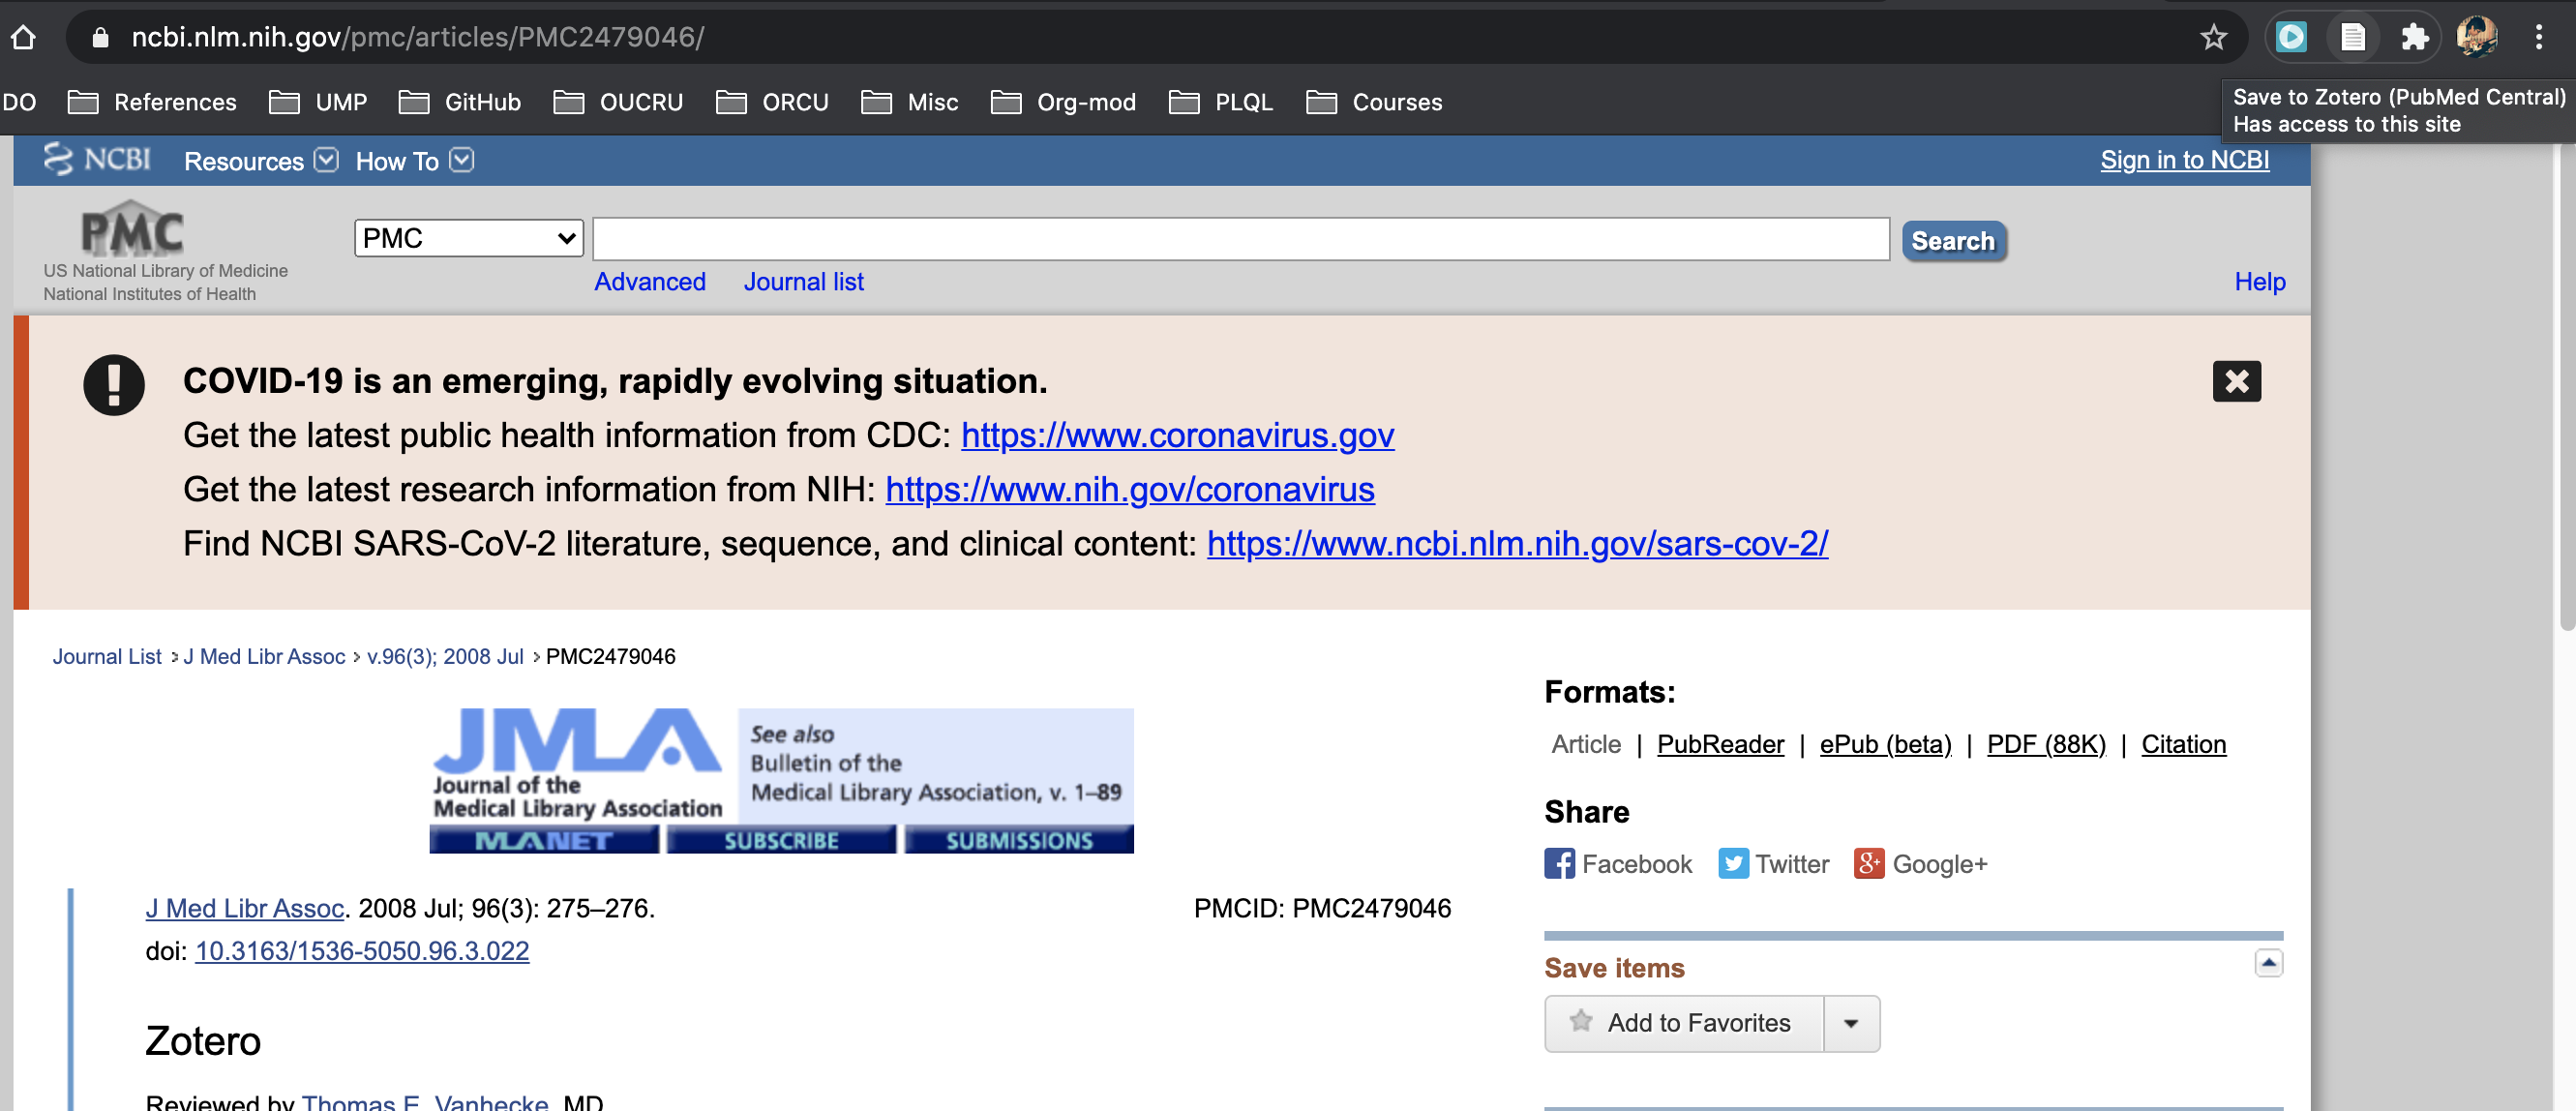 ncbi.nlm.nih.gov/pmc/articles/PMC2479046/
DO References UMP GitHub OUCRU ORCU Misc Org-mod PLQL Courses
Save to Zotero (PubMed Central)
Has access to this site
NCBI Resources How To Sign in to NCBI
PMC
US National Library of Medicine
National Institutes of Health
PMC Search
Advanced Journal list Help
COVID-19 is an emerging, rapidly evolving situation.
Get the latest public health information from CDC: https://www.coronavirus.gov
Get the latest research information from NIH: https://www.nih.gov/coronavirus
Find NCBI SARS-CoV-2 literature, sequence, and clinical content: https://www.ncbi.nlm.nih.gov/sars-cov-2/
Journal List > J Med Libr Assoc > v.96(3); 2008 Jul > PMC2479046
JMLA
Journal of the
Medical Library Association
See also
Bulletin of the
Medical Library Association, v. 1–89
MLANET SUBSCRIBE SUBMISSIONS
J Med Libr Assoc. 2008 Jul; 96(3): 275–276. PMCID: PMC2479046
doi: 10.3163/1536-5050.96.3.022
Zotero
Reviewed by Thomas E. Vanhecke, MD
Formats:
Article | PubReader | ePub (beta) | PDF (88K) | Citation
Share
Facebook Twitter Google+
Save items
Add to Favorites